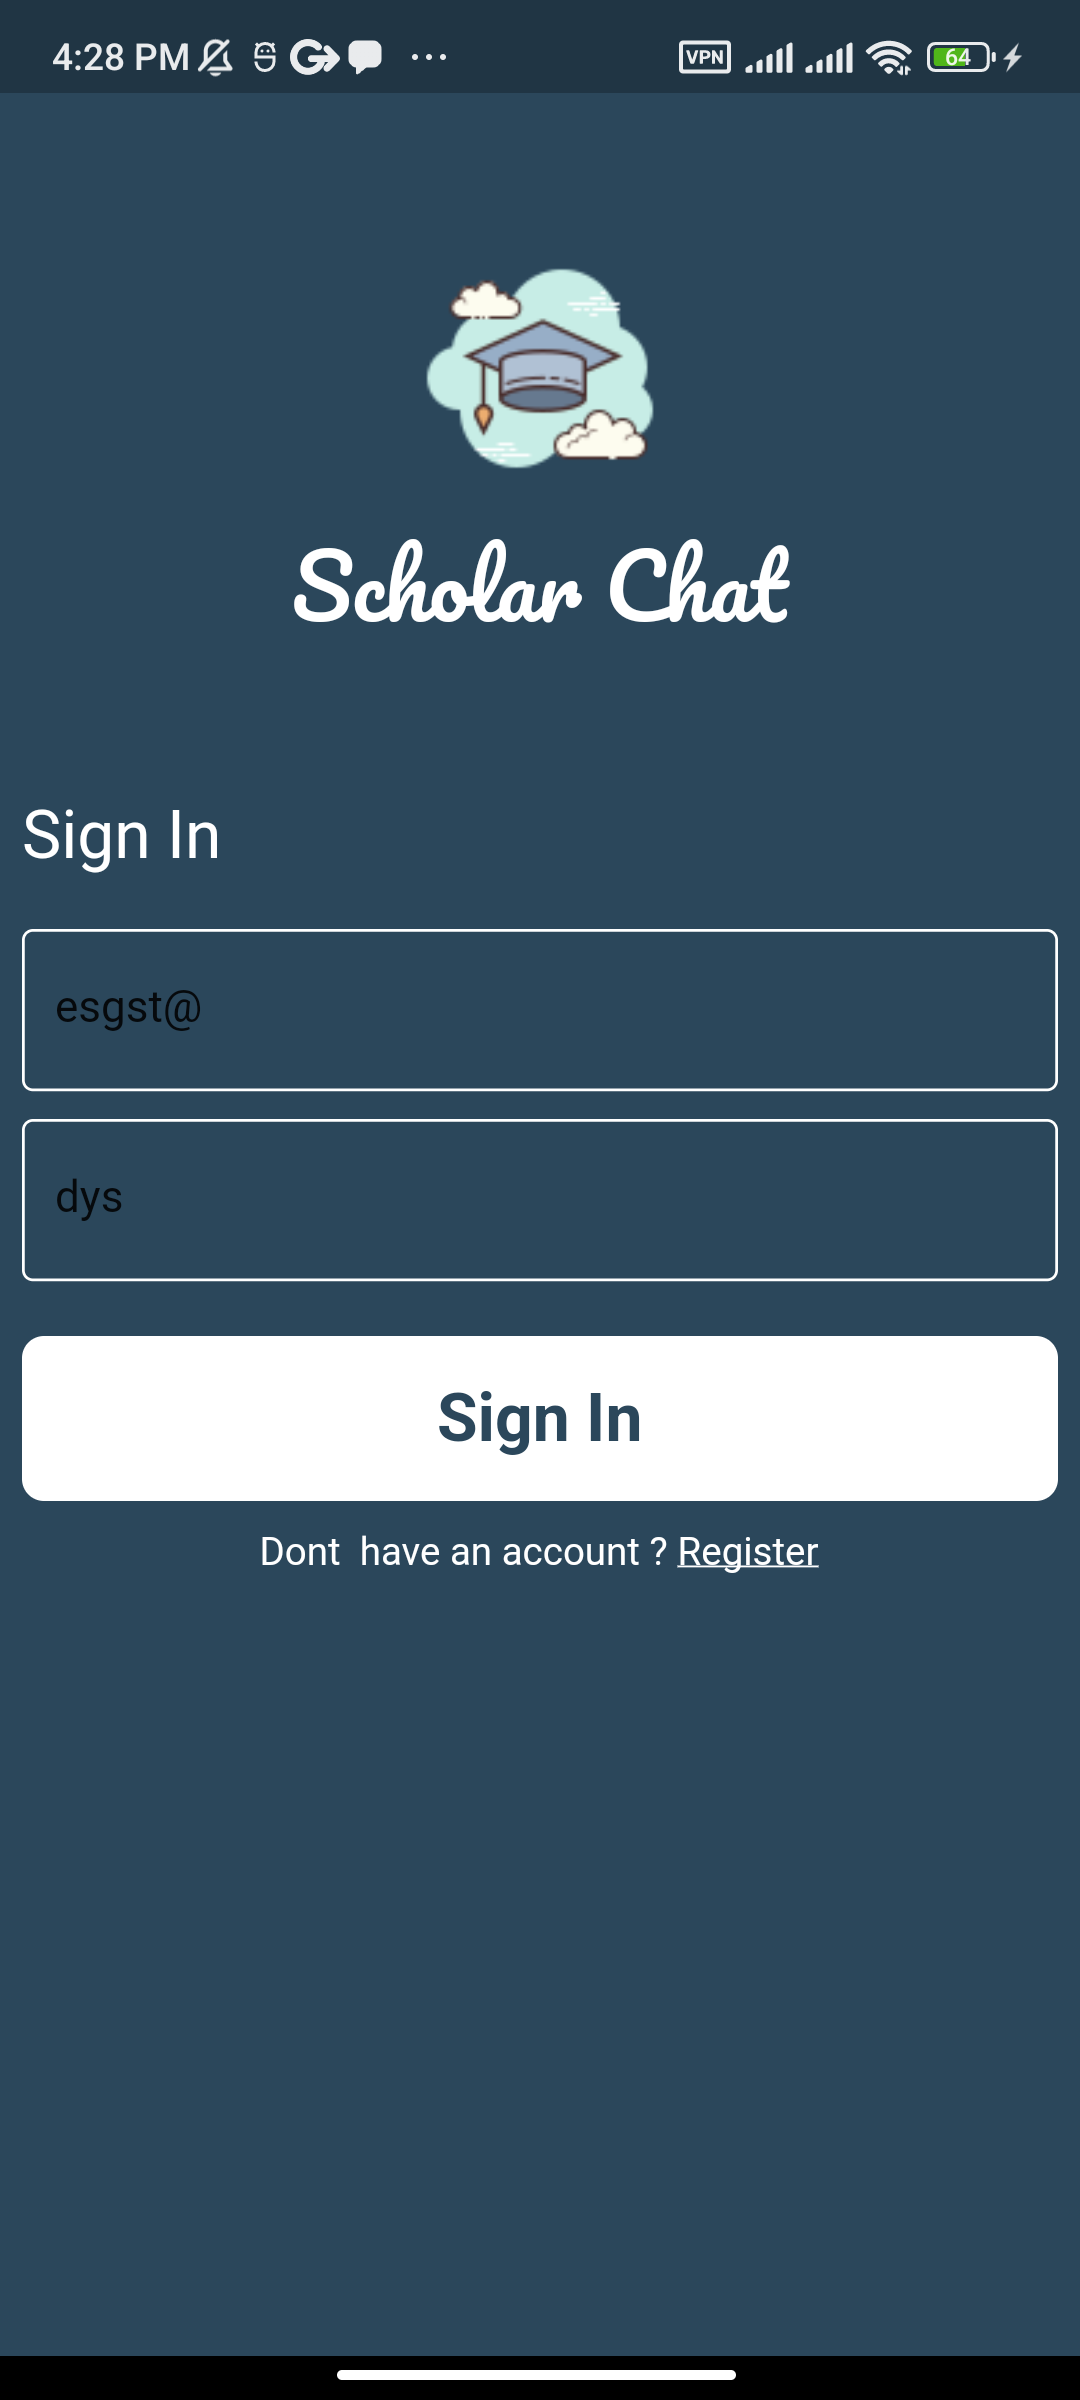 4:28 PM VPN 64
Scholar Chat
Sign In
esgst@
dys
Sign In
Dont  have an account ? Register